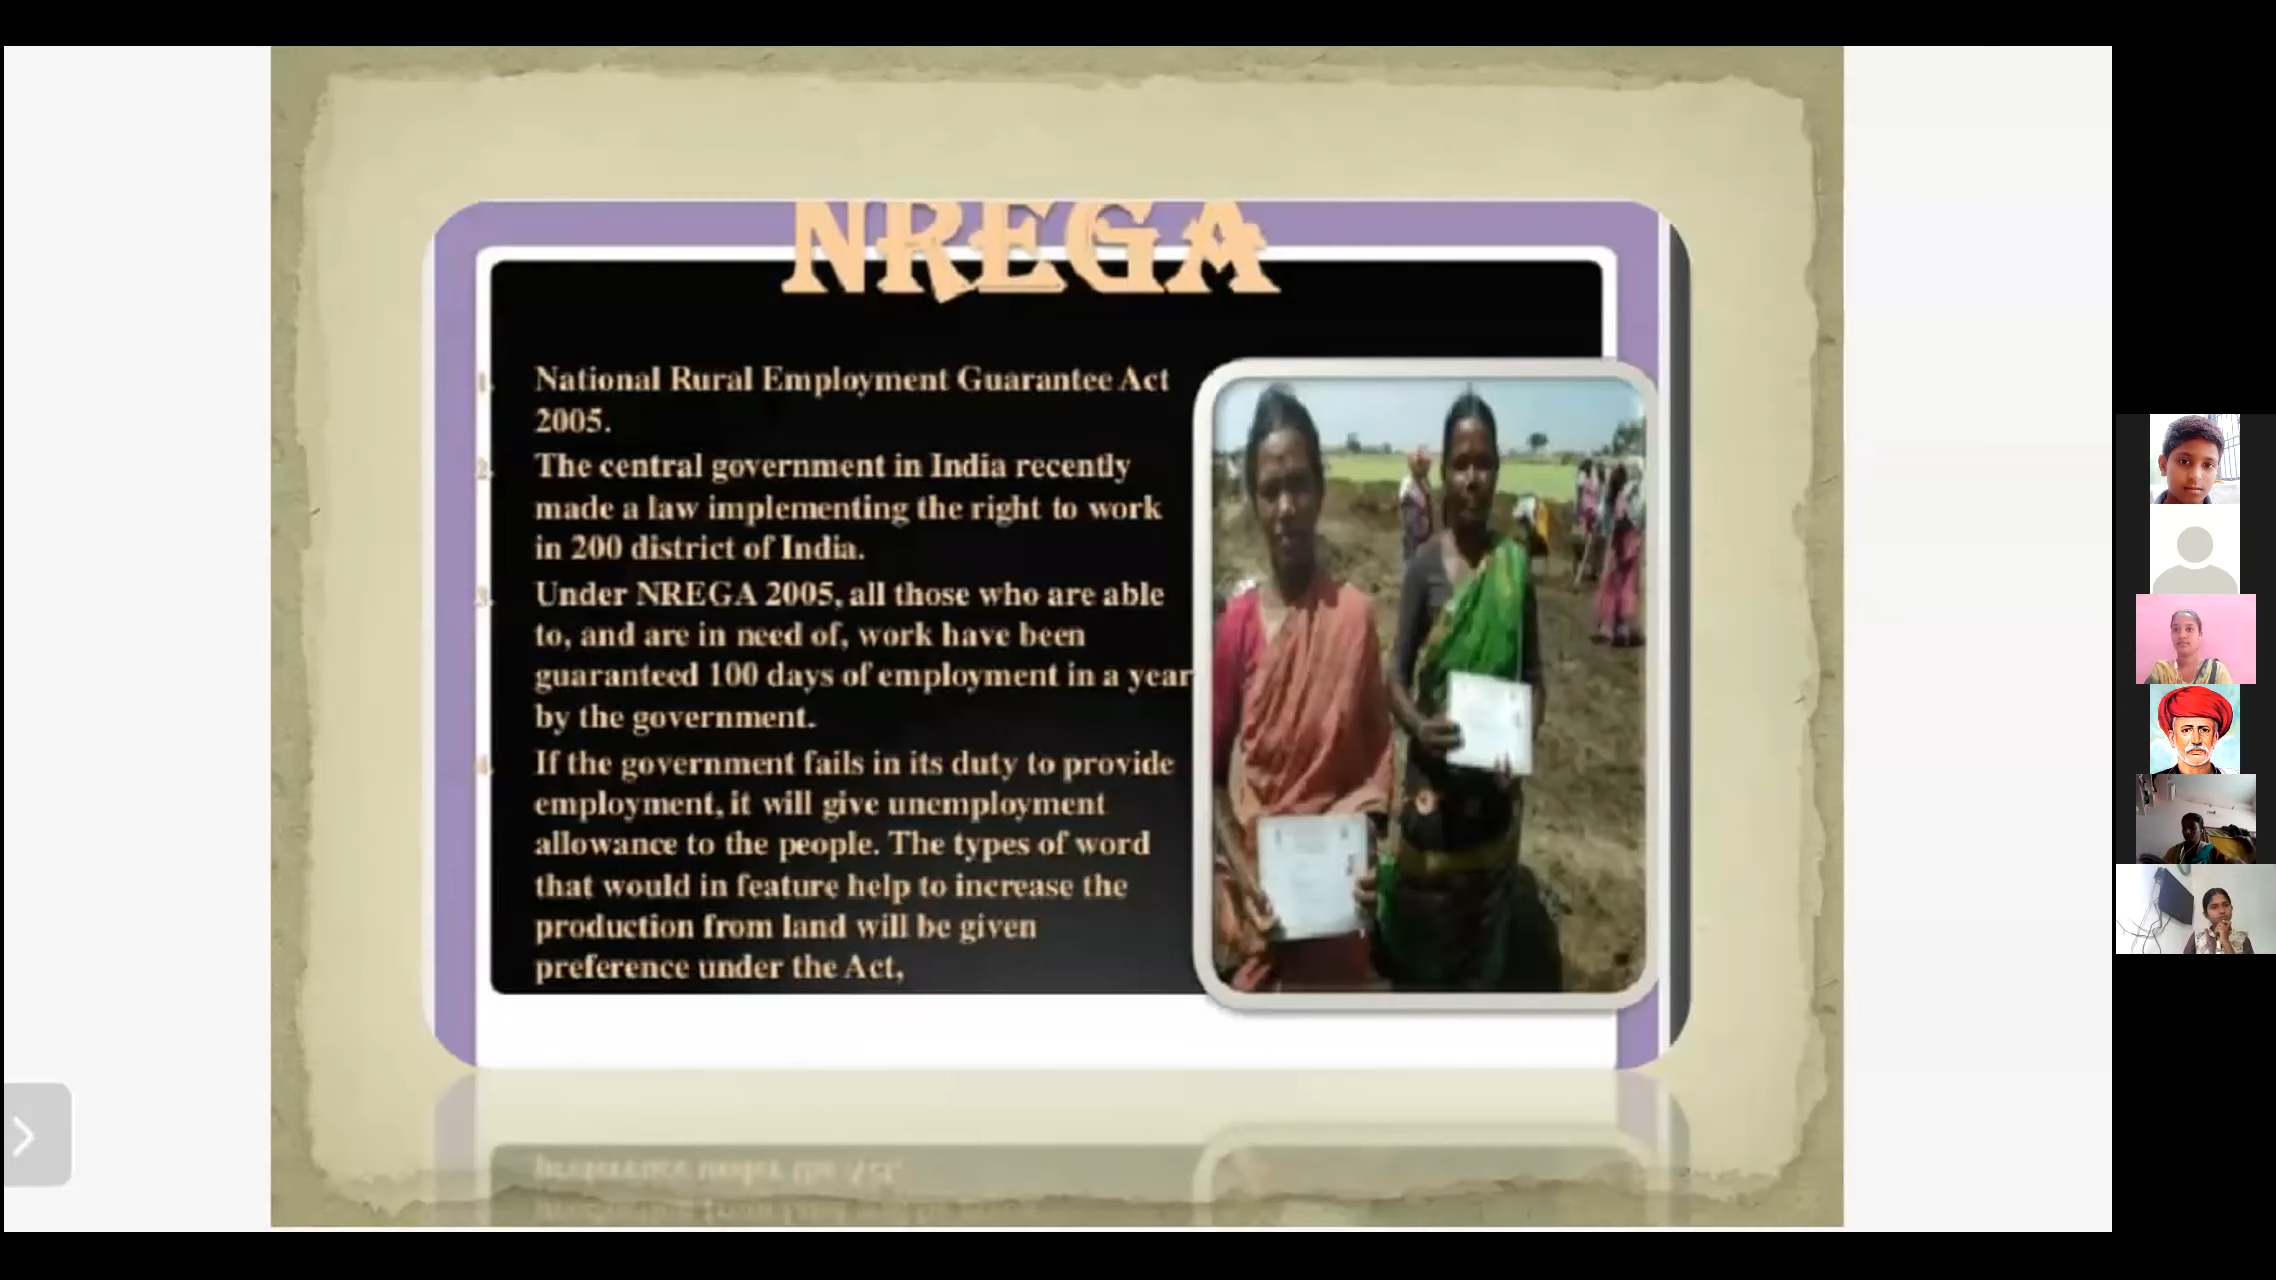 NREGA
1. National Rural Employment Guarantee Act
2005.
2. The central government in India recently
made a law implementing the right to work
in 200 district of India.
3. Under NREGA 2005, all those who are able
to, and are in need of, work have been
guaranteed 100 days of employment in a year
by the government.
4. If the government fails in its duty to provide
employment, it will give unemployment
allowance to the people. The types of word
that would in feature help to increase the
production from land will be given
preference under the Act,